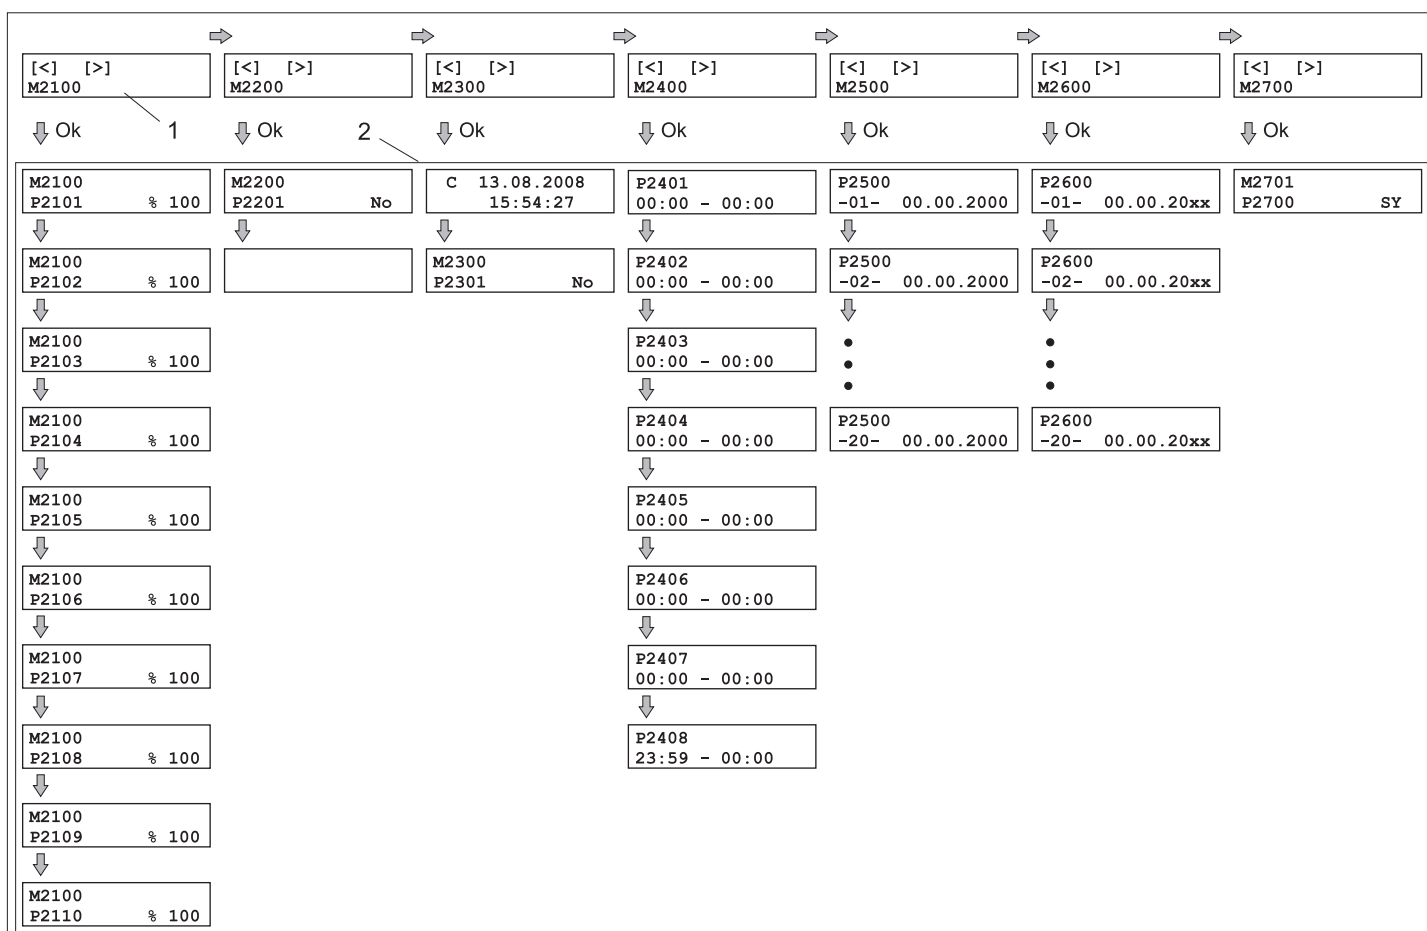 [<] [>]
M2100
[<] [>]
M2200
[<] [>]
M2300
[<] [>]
M2400
[<] [>]
M2500
[<] [>]
M2600
[<] [>]
M2700
Ok
1
Ok
2
Ok
Ok
Ok
Ok
Ok
M2100
P2101 % 100
M2100
P2102 % 100
M2100
P2103 % 100
M2100
P2104 % 100
M2100
P2105 % 100
M2100
P2106 % 100
M2100
P2107 % 100
M2100
P2108 % 100
M2100
P2109 % 100
M2100
P2110 % 100
M2200
P2201 No
C 13.08.2008
15:54:27
M2300
P2301 No
P2401
00:00 - 00:00
P2402
00:00 - 00:00
P2403
00:00 - 00:00
P2404
00:00 - 00:00
P2405
00:00 - 00:00
P2406
00:00 - 00:00
P2407
00:00 - 00:00
P2408
23:59 - 00:00
P2500
-01- 00.00.2000
P2500
-02- 00.00.2000
P2500
-20- 00.00.2000
P2600
-01- 00.00.20xx
P2600
-02- 00.00.20xx
P2600
-20- 00.00.20xx
M2701
P2700 SY